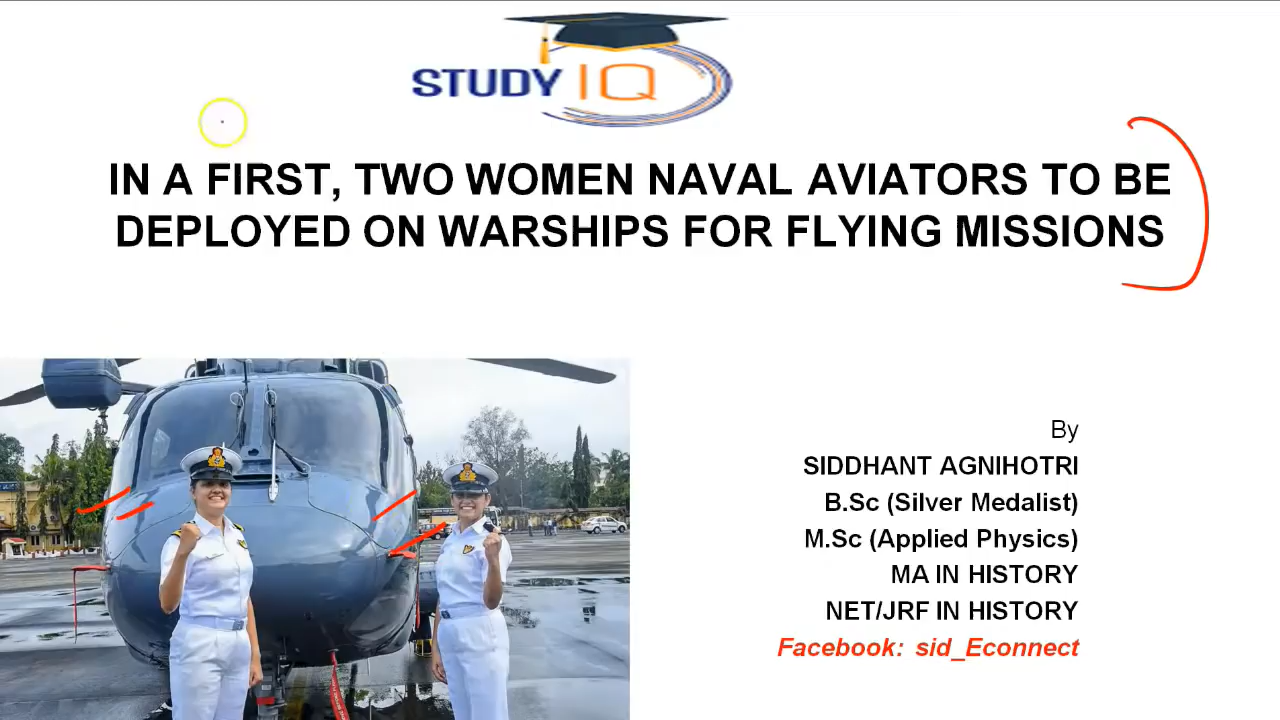 STUDY IQ
IN A FIRST, TWO WOMEN NAVAL AVIATORS TO BE
DEPLOYED ON WARSHIPS FOR FLYING MISSIONS
By
SIDDHANT AGNIHOTRI
B.Sc (Silver Medalist)
M.Sc (Applied Physics)
MA IN HISTORY
NET/JRF IN HISTORY
Facebook: sid_Econnect